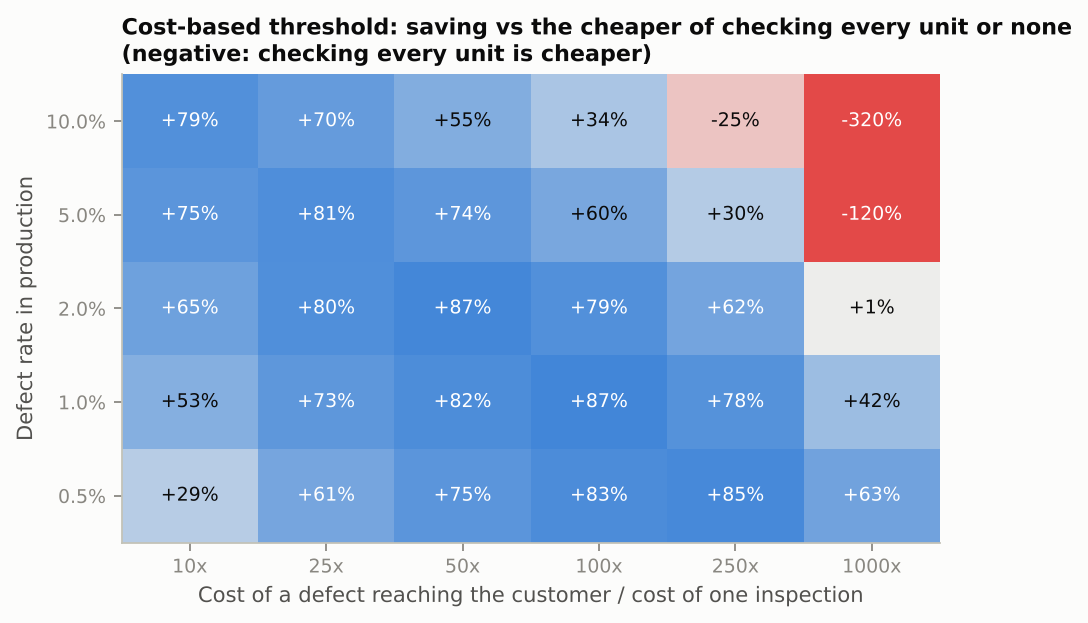 Cost-based threshold: saving vs the cheaper of checking every unit or none
(negative: checking every unit is cheaper)
Defect rate in production
10.0% +79% +70% +55% +34% -25% -320%
5.0% +75% +81% +74% +60% +30% -120%
2.0% +65% +80% +87% +79% +62% +1%
1.0% +53% +73% +82% +87% +78% +42%
0.5% +29% +61% +75% +83% +85% +63%
10x 25x 50x 100x 250x 1000x
Cost of a defect reaching the customer / cost of one inspection